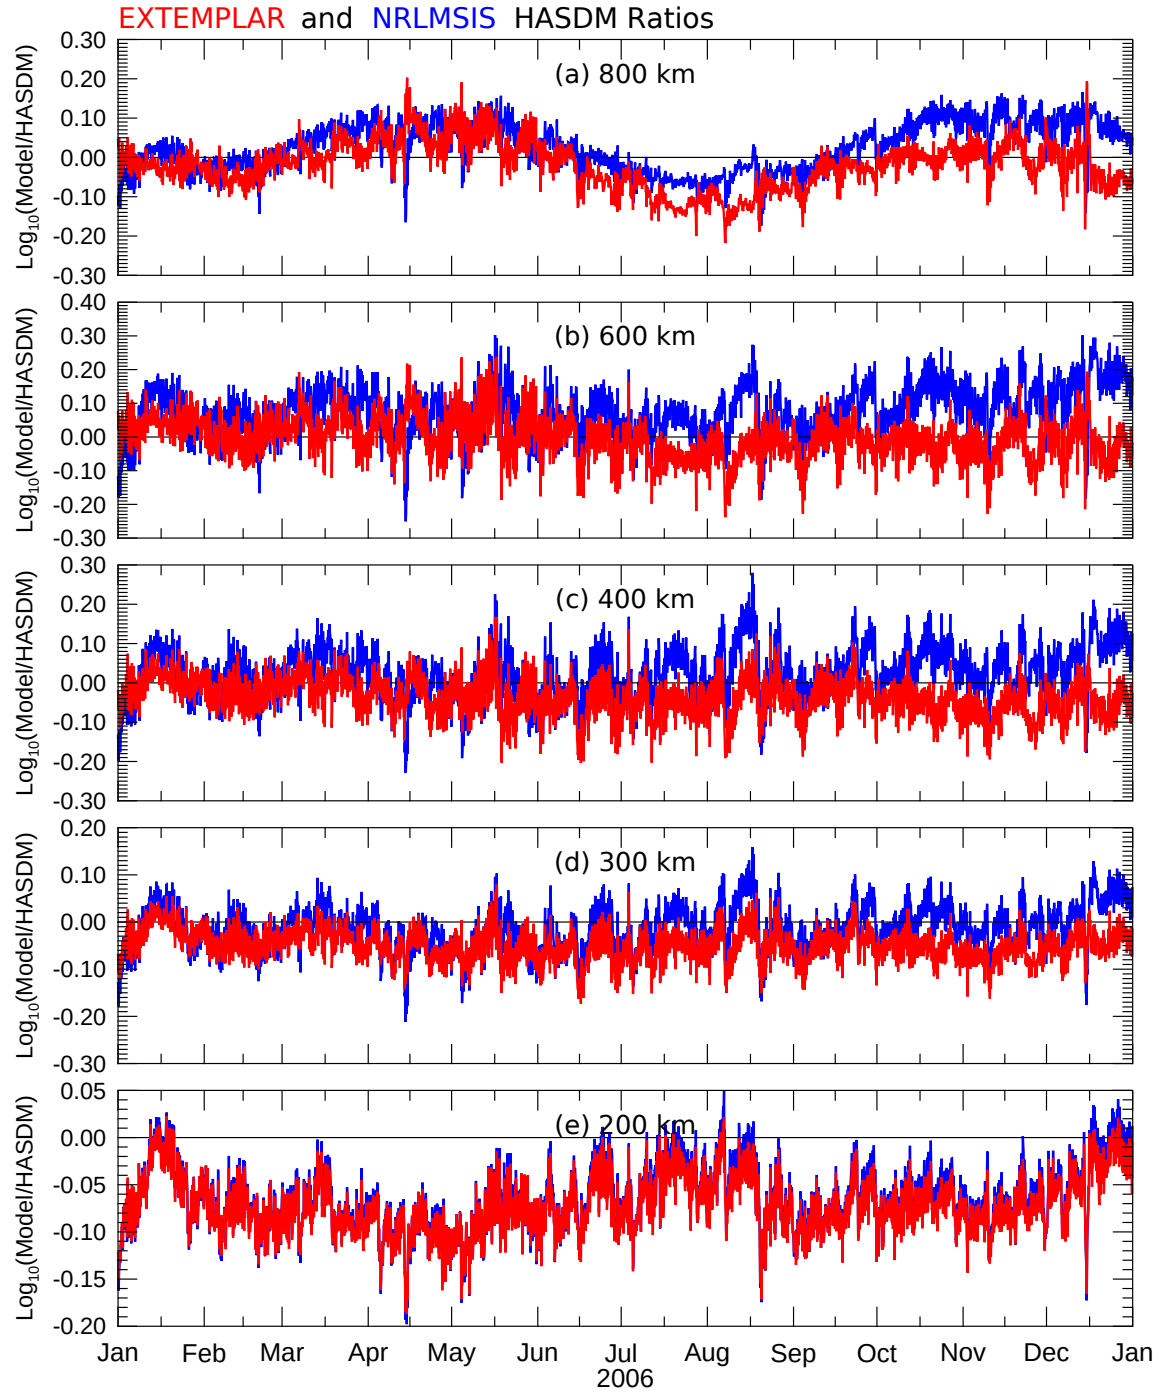 EXTEMPLAR and NRLMSIS HASDM Ratios
(a) 800 km
Log₁₀(Model/HASDM)
0.30
0.20
0.10
0.00
-0.10
-0.20
-0.30
(b) 600 km
Log₁₀(Model/HASDM)
0.40
0.30
0.20
0.10
0.00
-0.10
-0.20
-0.30
(c) 400 km
Log₁₀(Model/HASDM)
0.30
0.20
0.10
0.00
-0.10
-0.20
-0.30
(d) 300 km
Log₁₀(Model/HASDM)
0.20
0.10
0.00
-0.10
-0.20
-0.30
(e) 200 km
Log₁₀(Model/HASDM)
0.05
0.00
-0.05
-0.10
-0.15
-0.20
Jan Feb Mar Apr May Jun Jul Aug Sep Oct Nov Dec Jan
2006